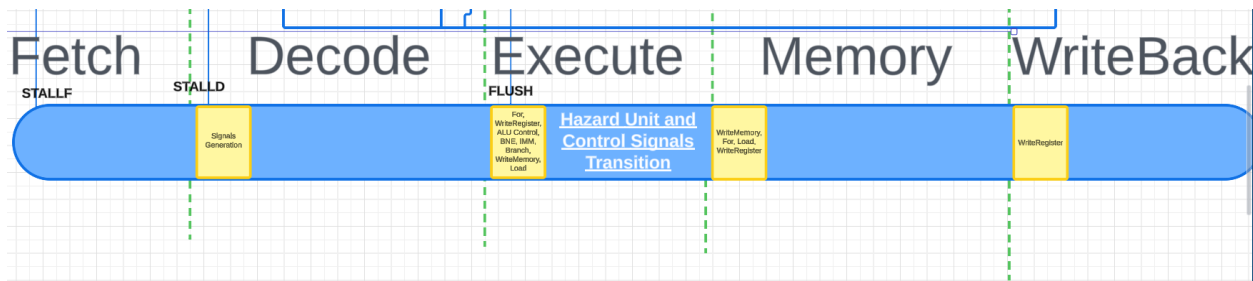 Fetch
Decode
Execute
Memory
WriteBack
STALLF
STALLD
FLUSH
Signals
Generation
For,
WriteRegister,
ALU Control,
BNE, IMM,
Branch,
WriteMemory,
Load
Hazard Unit and
Control Signals
Transition
WriteMemory,
For, Load,
WriteRegister
WriteRegister